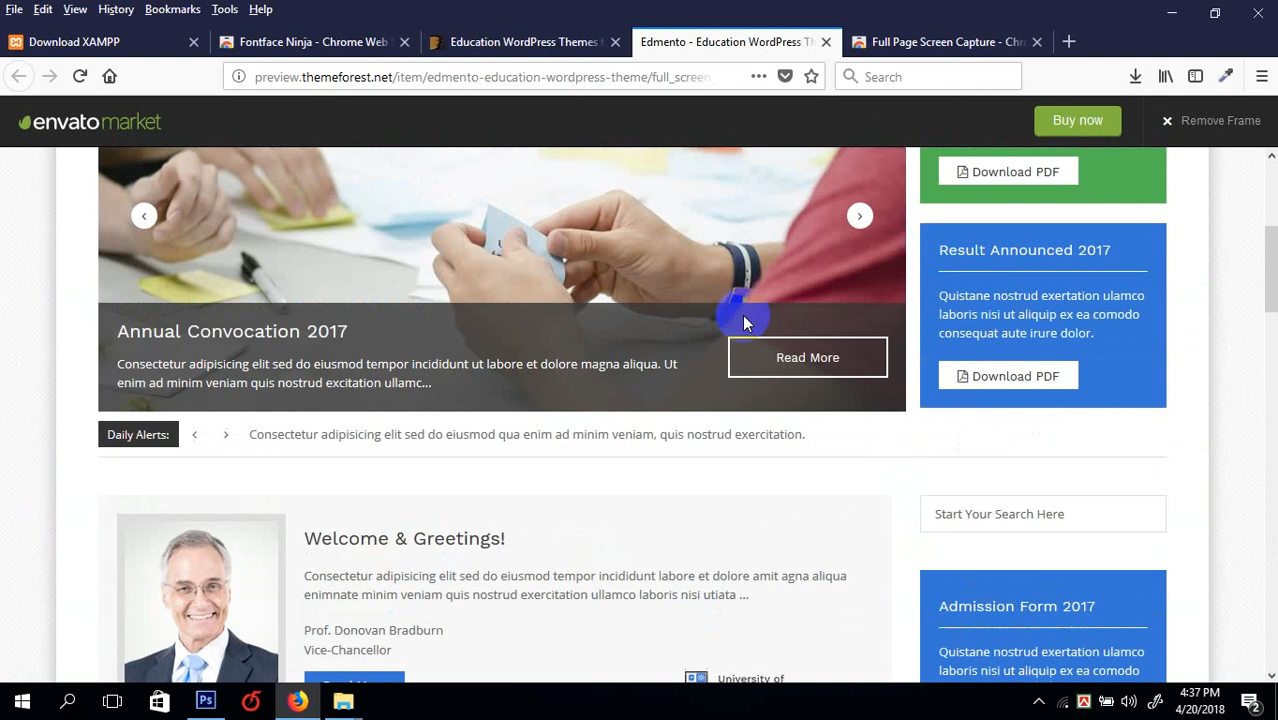 File Edit View History Bookmarks Tools Help
Download XAMPP
Fontface Ninja - Chrome Web
Education WordPress Themes
Edmento - Education WordPress Th
Full Page Screen Capture - Chr
preview.themeforest.net/item/edmento-education-wordpress-theme/full_screen
Search
envato market
Buy now
Remove Frame
Download PDF
Result Announced 2017
Quistane nostrud exertation ulamco
laboris nisi ut aliquip ex ea comodo
consequat aute irure dolor.
Download PDF
Annual Convocation 2017
Consectetur adipisicing elit sed do eiusmod tempor incididunt ut labore et dolore magna aliqua. Ut
enim ad minim veniam quis nostrud excitation ullamc...
Read More
Daily Alerts:
Consectetur adipisicing elit sed do eiusmod qua enim ad minim veniam, quis nostrud exercitation.
Welcome & Greetings!
Consectetur adipisicing elit sed do eiusmod tempor incididunt labore et dolore amit agna aliqua
enimnate minim veniam quis nostrud exercitation ullamco laboris nisi utiata ...
Prof. Donovan Bradburn
Vice-Chancellor
University of
Start Your Search Here
Admission Form 2017
Quistane nostrud exertation ulamco
laboris nisi ut aliquip ex ea comodo
Ps
4:37 PM
4/20/2018
2